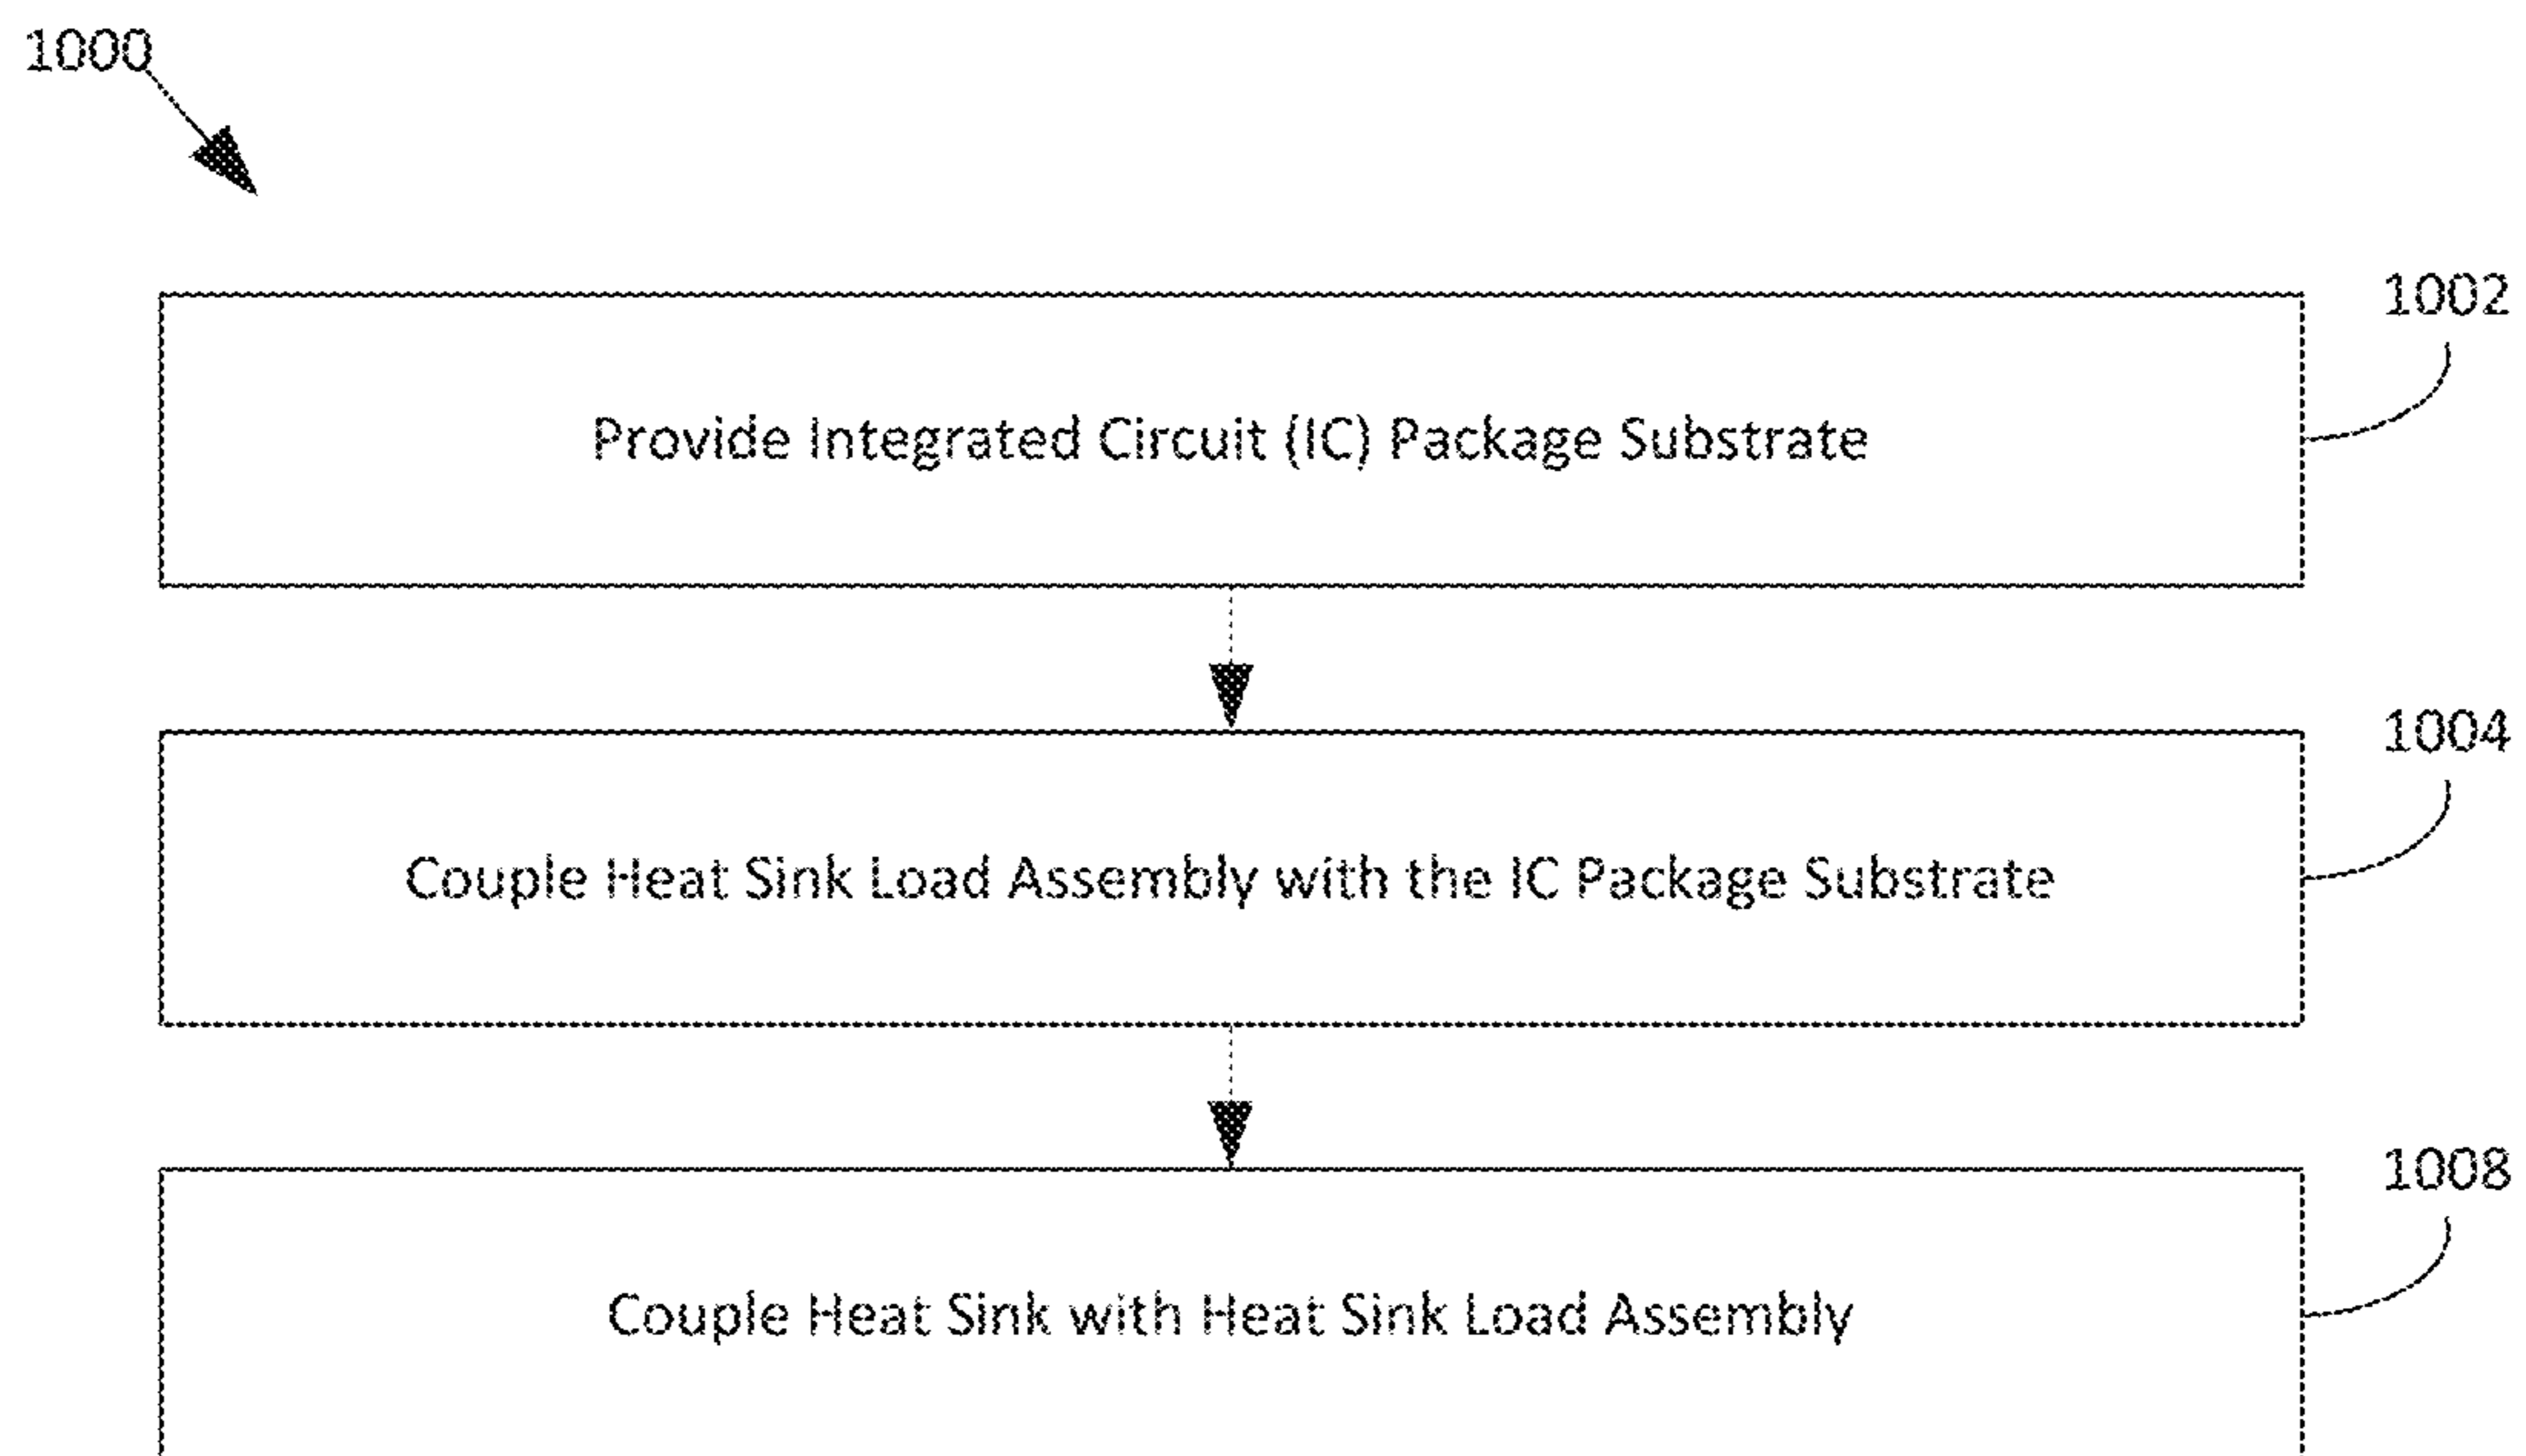 1000
1002
Provide Integrated Circuit (IC) Package Substrate
1004
Couple Heat Sink Load Assembly with the IC Package Substrate
1008
Couple Heat Sink with Heat Sink Load Assembly